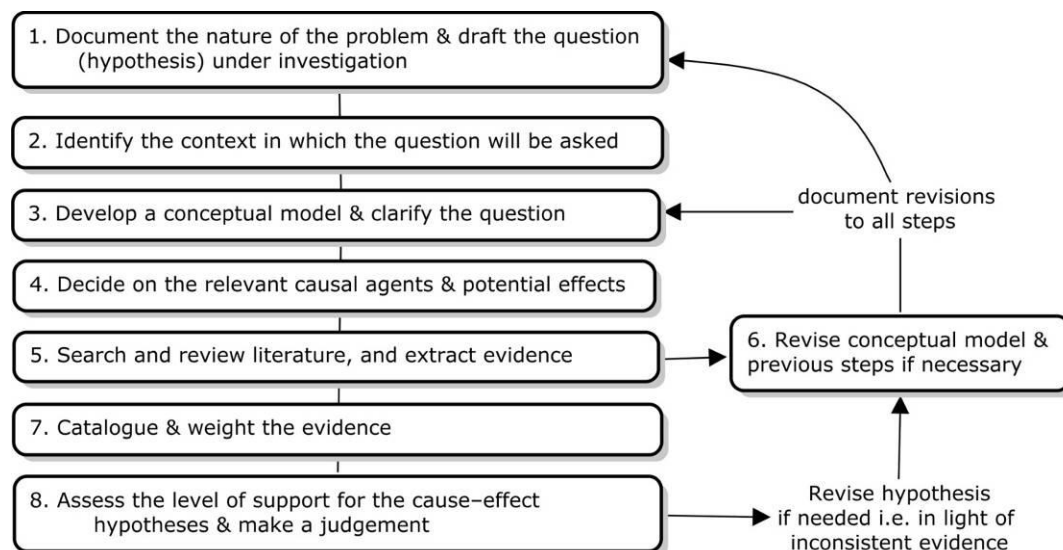 1. Document the nature of the problem & draft the question
(hypothesis) under investigation
2. Identify the context in which the question will be asked
3. Develop a conceptual model & clarify the question
4. Decide on the relevant causal agents & potential effects
5. Search and review literature, and extract evidence
7. Catalogue & weight the evidence
8. Assess the level of support for the cause–effect
hypotheses & make a judgement
document revisions
to all steps
6. Revise conceptual model &
previous steps if necessary
Revise hypothesis
if needed i.e. in light of
inconsistent evidence